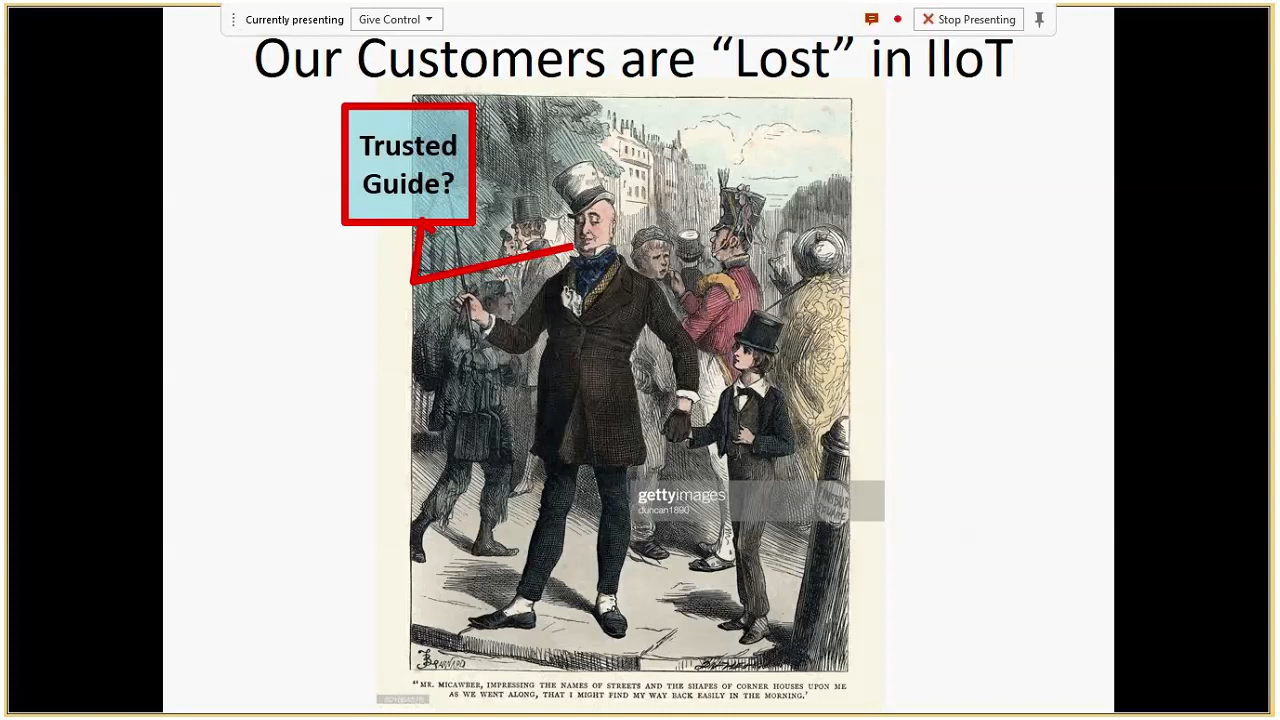 Currently presenting
Give Control
Stop Presenting
Our Customers are “Lost” in IIoT
Trusted
Guide?
gettyimages
duncan1890
"MR. MICAWBER, IMPRESSING THE NAMES OF STREETS AND THE SHAPES OF CORNER HOUSES UPON ME
AS WE WENT ALONG, THAT I MIGHT FIND MY WAY BACK EASILY IN THE MORNING.'